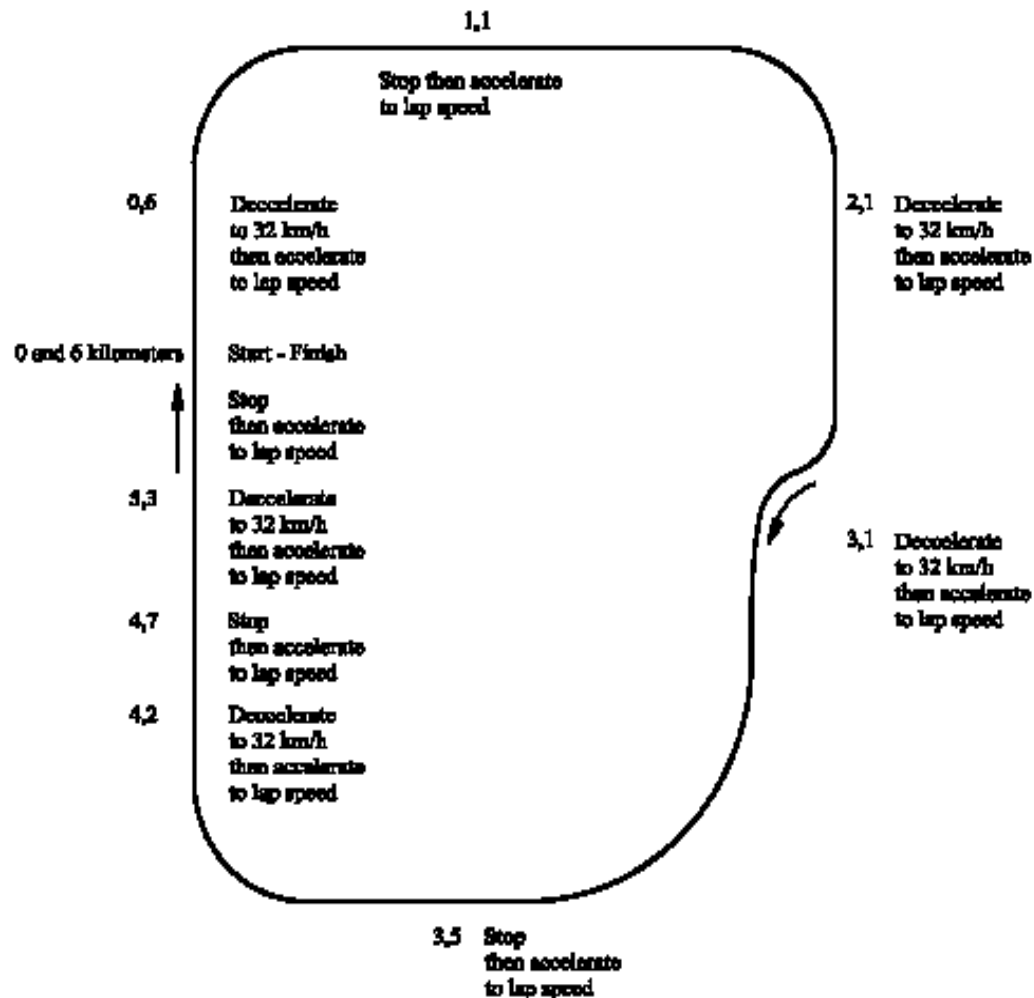 1,1
Stop then accelerate
to lap speed
0,6
Decelerate
to 32 km/h
then accelerate
to lap speed
2,1
Decelerate
to 32 km/h
then accelerate
to lap speed
0 and 6 kilometers
Start - Finish
Stop
then accelerate
to lap speed
5,3
Decelerate
to 32 km/h
then accelerate
to lap speed
3,1
Decelerate
to 32 km/h
then accelerate
to lap speed
4,7
Stop
then accelerate
to lap speed
4,2
Decelerate
to 32 km/h
then accelerate
to lap speed
3,5
Stop
then accelerate
to lap speed